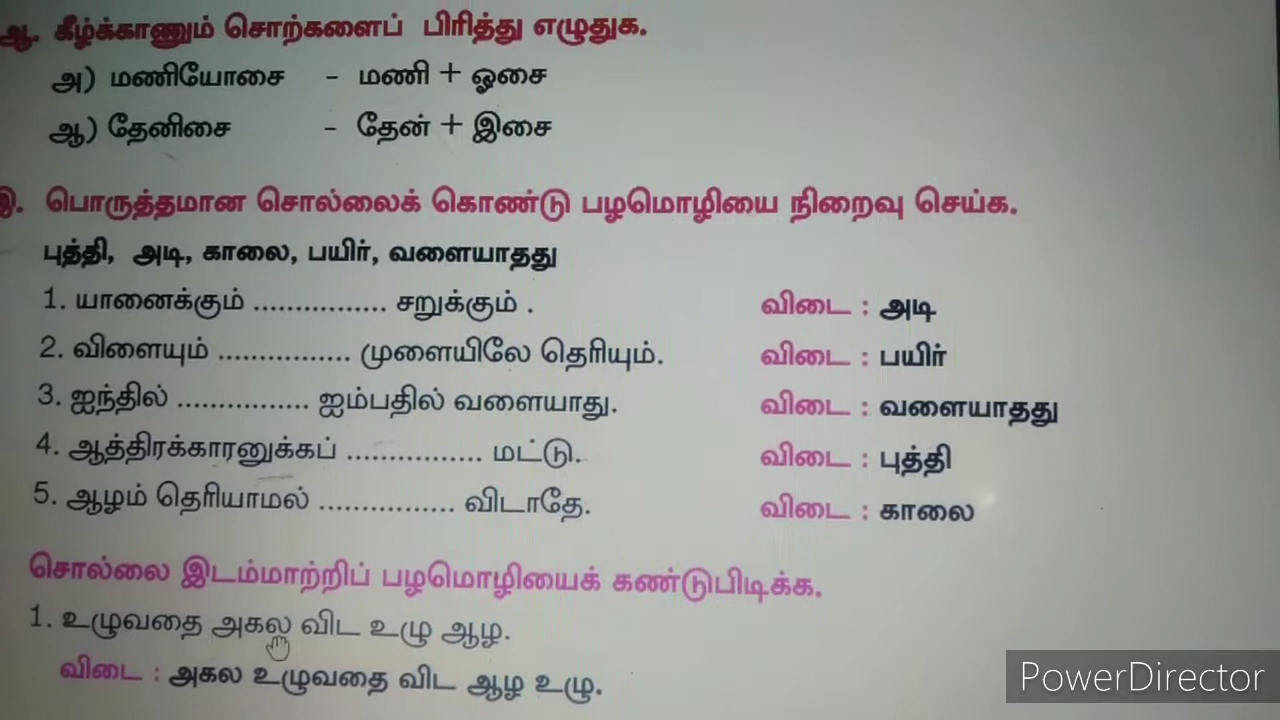 ஆ. கீழ்க்காணும் சொற்களைப் பிரித்து எழுதுக.
அ) மணியோசை - மணி + ஓசை
ஆ) தேனிசை - தேன் + இசை
இ. பொருத்தமான சொல்லைக் கொண்டு பழமொழியை நிறைவு செய்க.
புத்தி, அடி, காலை, பயிர், வளையாதது
1. யானைக்கும் ................ சறுக்கும் . விடை : அடி
2. விளையும் ................ முளையிலே தெரியும். விடை : பயிர்
3. ஐந்தில் ................ ஐம்பதில் வளையாது. விடை : வளையாதது
4. ஆத்திரக்காரனுக்கப் ................ மட்டு. விடை : புத்தி
5. ஆழம் தெரியாமல் ................ விடாதே. விடை : காலை
சொல்லை இடம்மாற்றிப் பழமொழியைக் கண்டுபிடிக்க.
1. உழுவதை அகல விட உழு ஆழ.
விடை : அகல உழுவதை விட ஆழ உழு.
PowerDirector